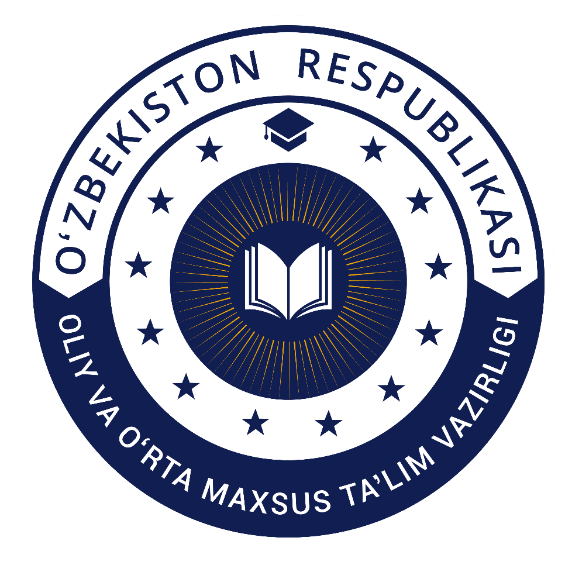 O‘ZBEKISTON RESPUBLIKASI
OLIY VA O‘RTA MAXSUS TA’LIM VAZIRLIGI